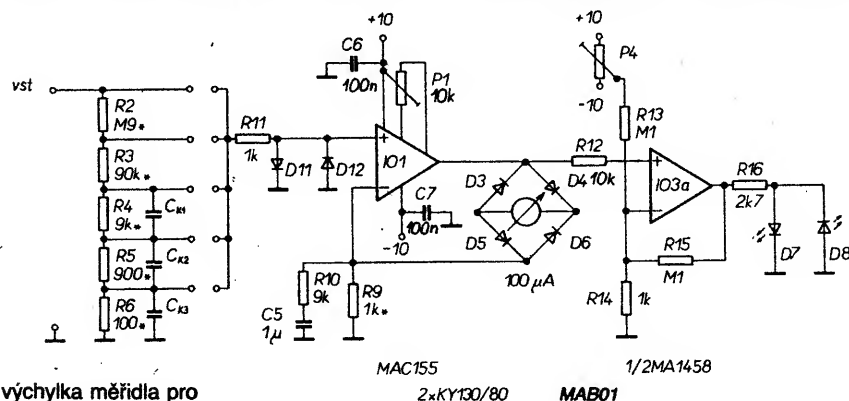 +10
C6
100n
P1
10k
+10
P4
-10
vst
R2
M9*
R3
90k*
R4
9k*
R5
900*
R6
100*
CK1
CK2
CK3
R11
1k
D11
D12
+
-
IO1
C7
100n
-10
R10
9k
C5
1µ
R9
1k*
D3
D4
D5
D6
100 µA
R12
10k
R13
M1
+
-
IO3a
R14
1k
R15
M1
R16
2k7
D7
D8
MAC155
1/2MA1458
výchylka měřidla pro
2×KY130/80
MAB01